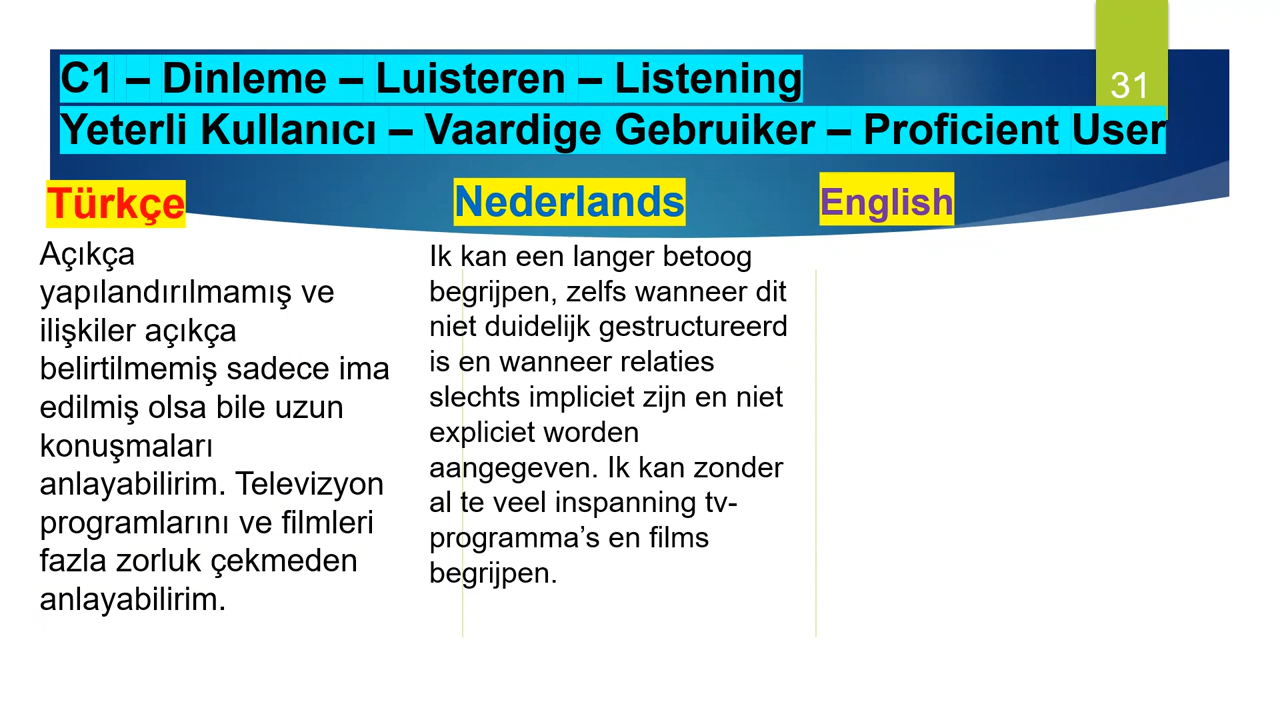 C1 – Dinleme – Luisteren – Listening
31
Yeterli Kullanıcı – Vaardige Gebruiker – Proficient User
Türkçe
Açıkça
yapılandırılmamış ve
ilişkiler açıkça
belirtilmemiş sadece ima
edilmiş olsa bile uzun
konuşmaları
anlayabilirim. Televizyon
programlarını ve filmleri
fazla zorluk çekmeden
anlayabilirim.
Nederlands
Ik kan een langer betoog
begrijpen, zelfs wanneer dit
niet duidelijk gestructureerd
is en wanneer relaties
slechts impliciet zijn en niet
expliciet worden
aangegeven. Ik kan zonder
al te veel inspanning tv-
programma’s en films
begrijpen.
English